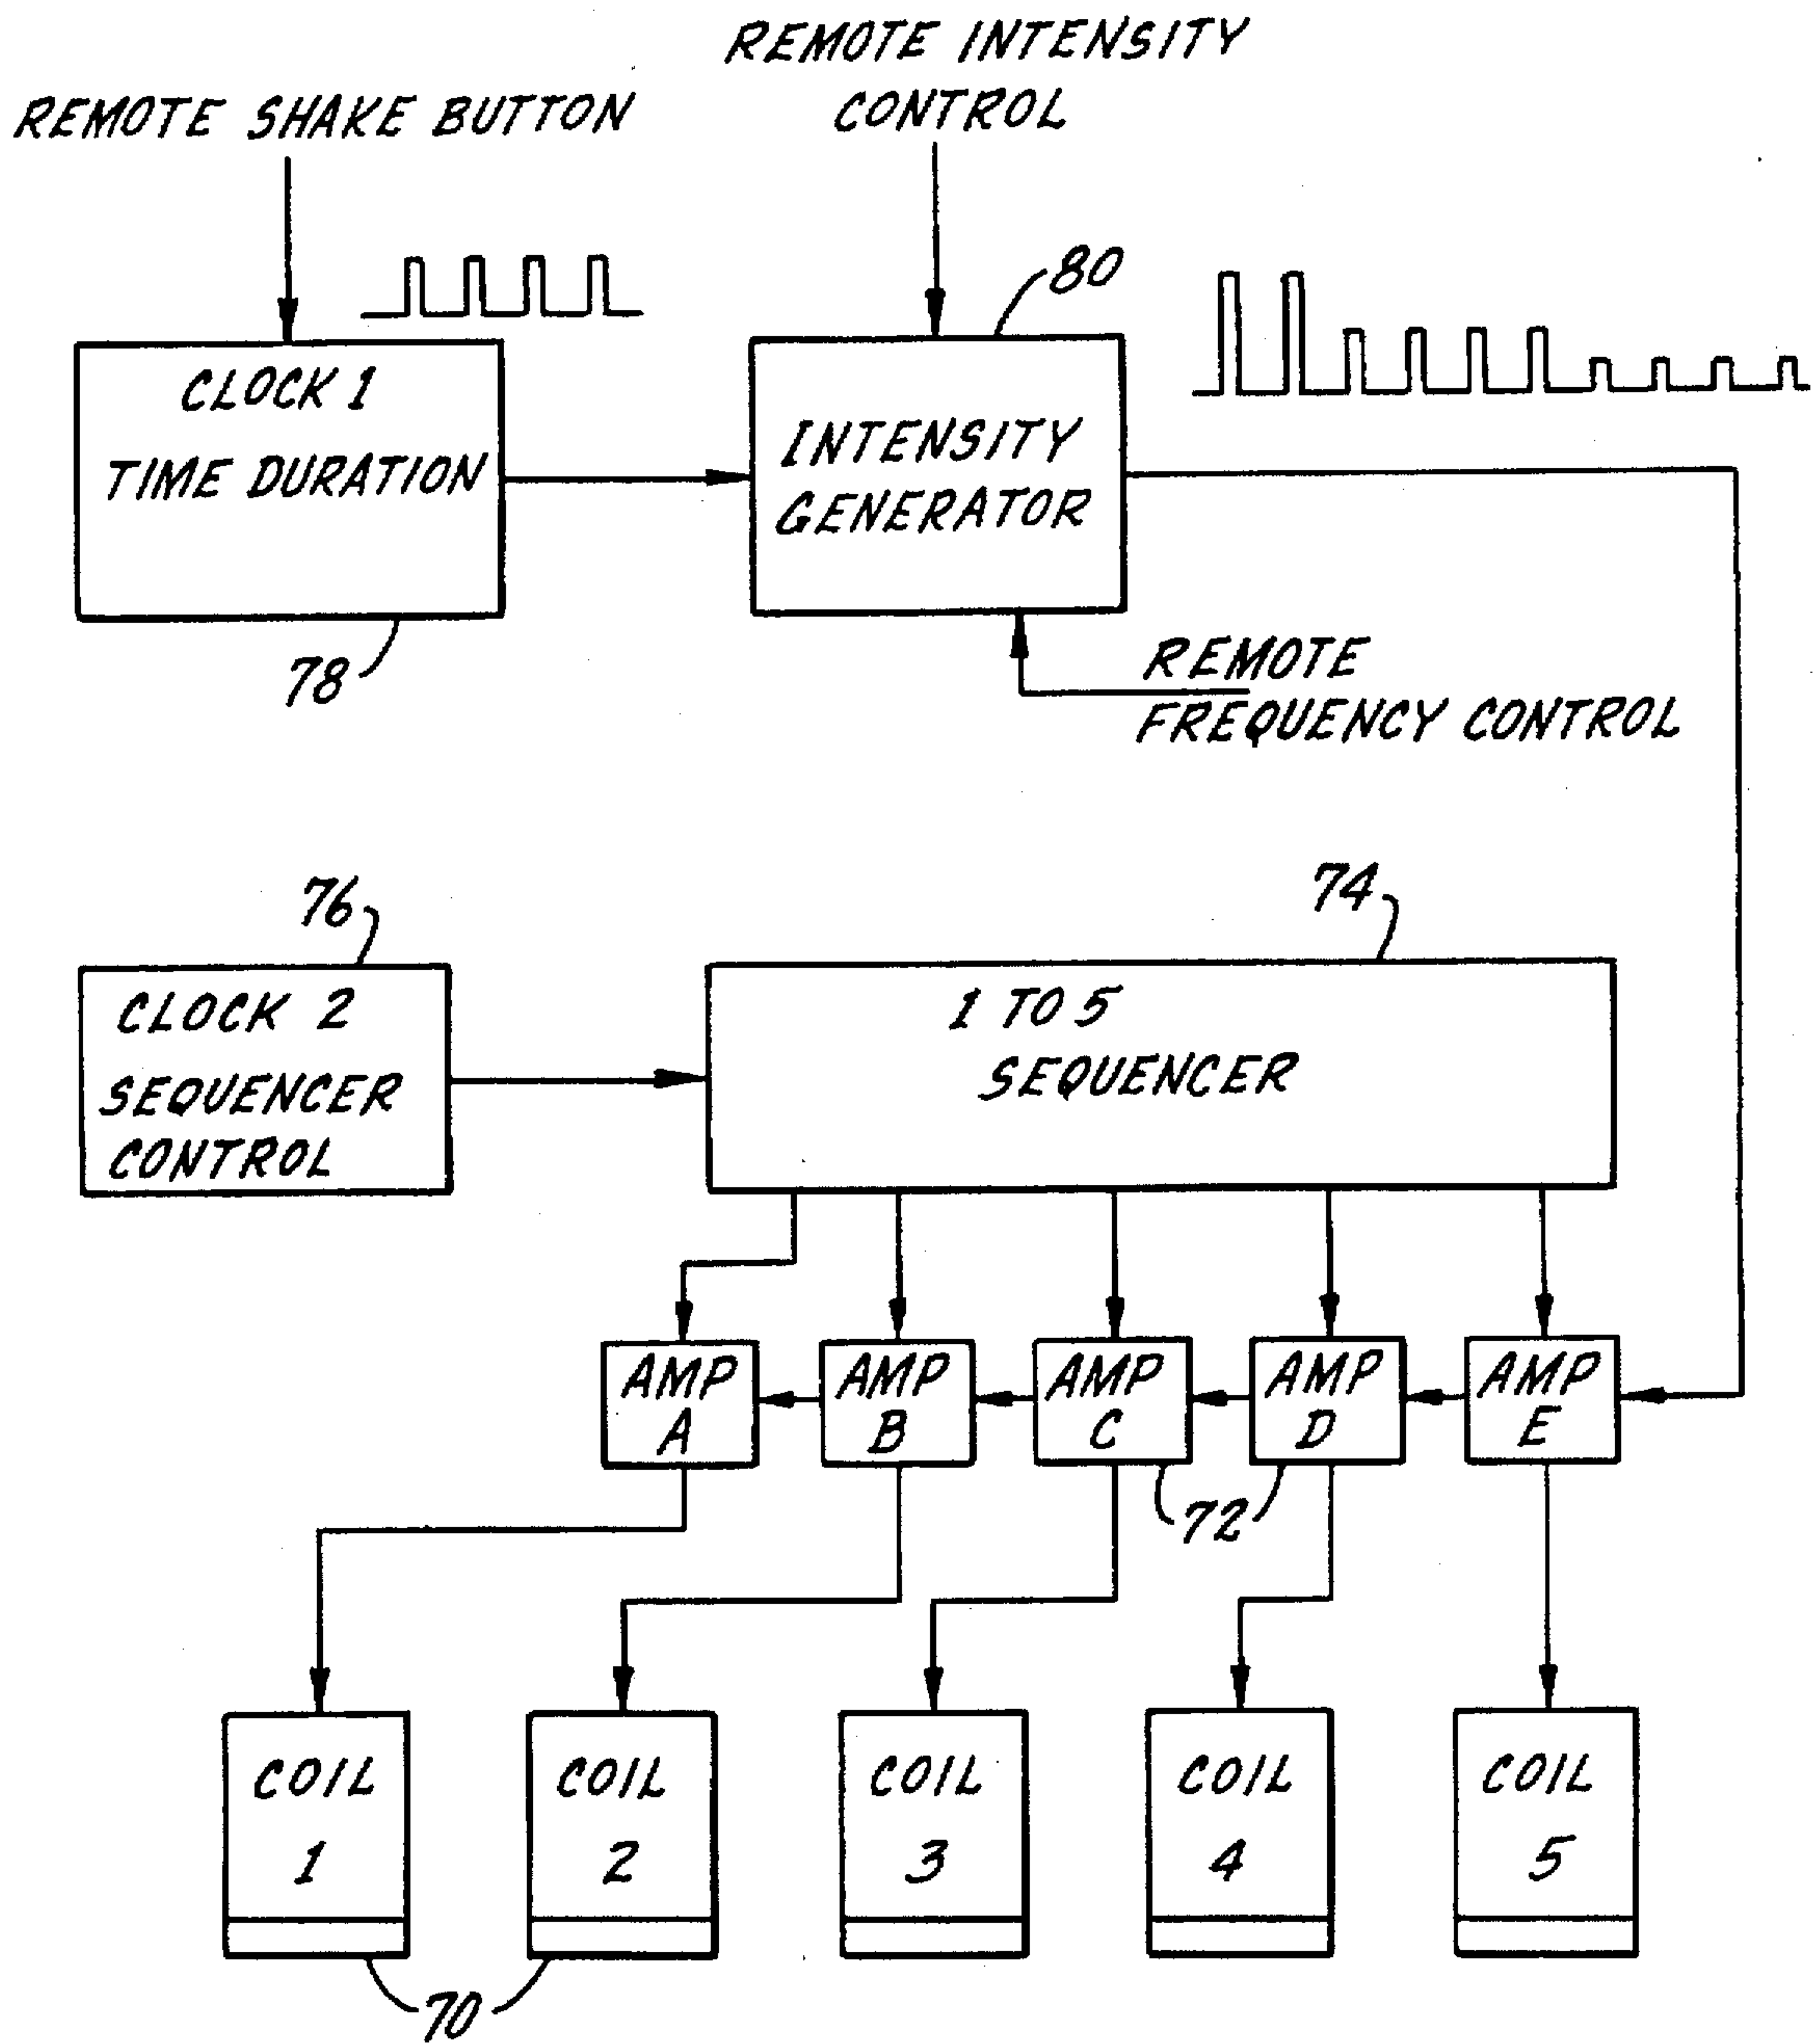 REMOTE INTENSITY
CONTROL
REMOTE SHAKE BUTTON
80
CLOCK 1
TIME DURATION
INTENSITY
GENERATOR
78
REMOTE
FREQUENCY CONTROL
76
74
CLOCK 2
SEQUENCER
CONTROL
1 TO 5
SEQUENCER
AMP
A
AMP
B
AMP
C
AMP
D
AMP
E
72
COIL
1
COIL
2
COIL
3
COIL
4
COIL
5
70